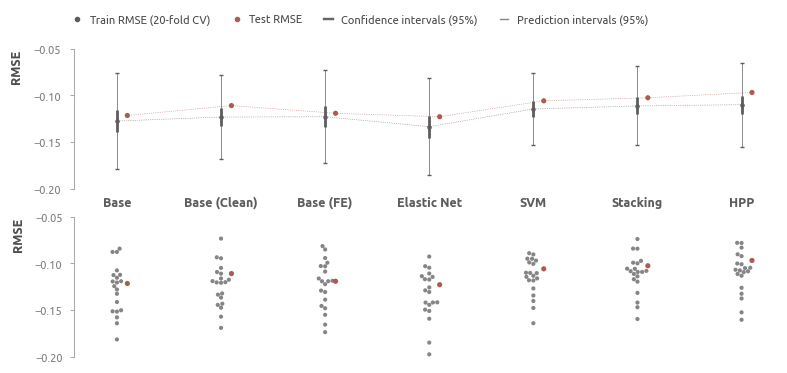 Train RMSE (20-fold CV) Test RMSE Confidence intervals (95%) Prediction intervals (95%)
RMSE
−0.05
−0.10
−0.15
−0.20
Base Base (Clean) Base (FE) Elastic Net SVM Stacking HPP
RMSE
−0.05
−0.10
−0.15
−0.20